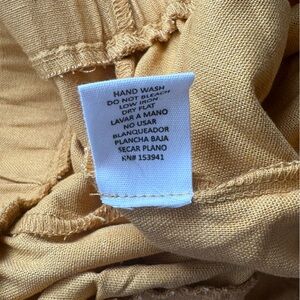 HAND WASH
DO NOT BLEACH
LOW IRON
DRY FLAT
LAVAR A MANO
NO USAR
BLANQUEADOR
PLANCHA BAJA
SECAR PLANO
RN# 153941